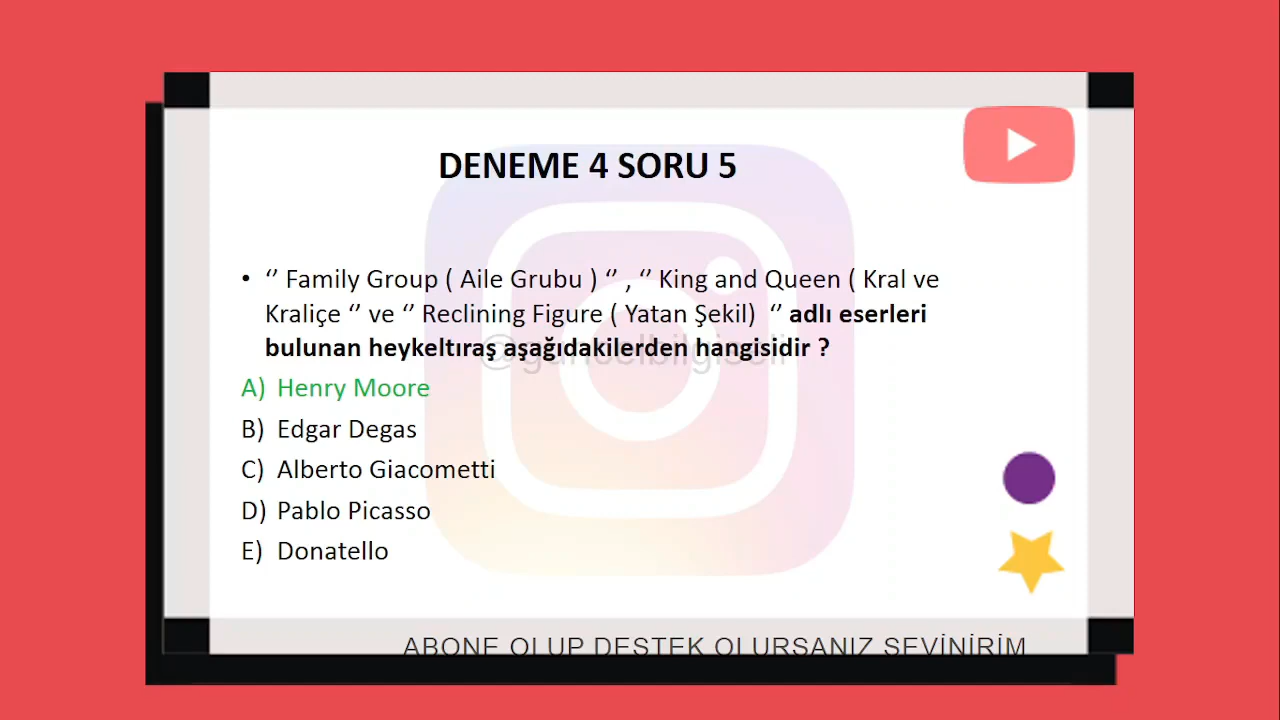 DENEME 4 SORU 5
• ‘’ Family Group ( Aile Grubu ) ‘’ , ‘’ King and Queen ( Kral ve
Kraliçe ‘’ ve ‘’ Reclining Figure ( Yatan Şekil) ‘’ adlı eserleri
bulunan heykeltıraş aşağıdakilerden hangisidir ?
@guncelbilgiseli
A) Henry Moore
B) Edgar Degas
C) Alberto Giacometti
D) Pablo Picasso
E) Donatello
ABONE OLUP DESTEK OLURSANIZ SEVİNİRİM